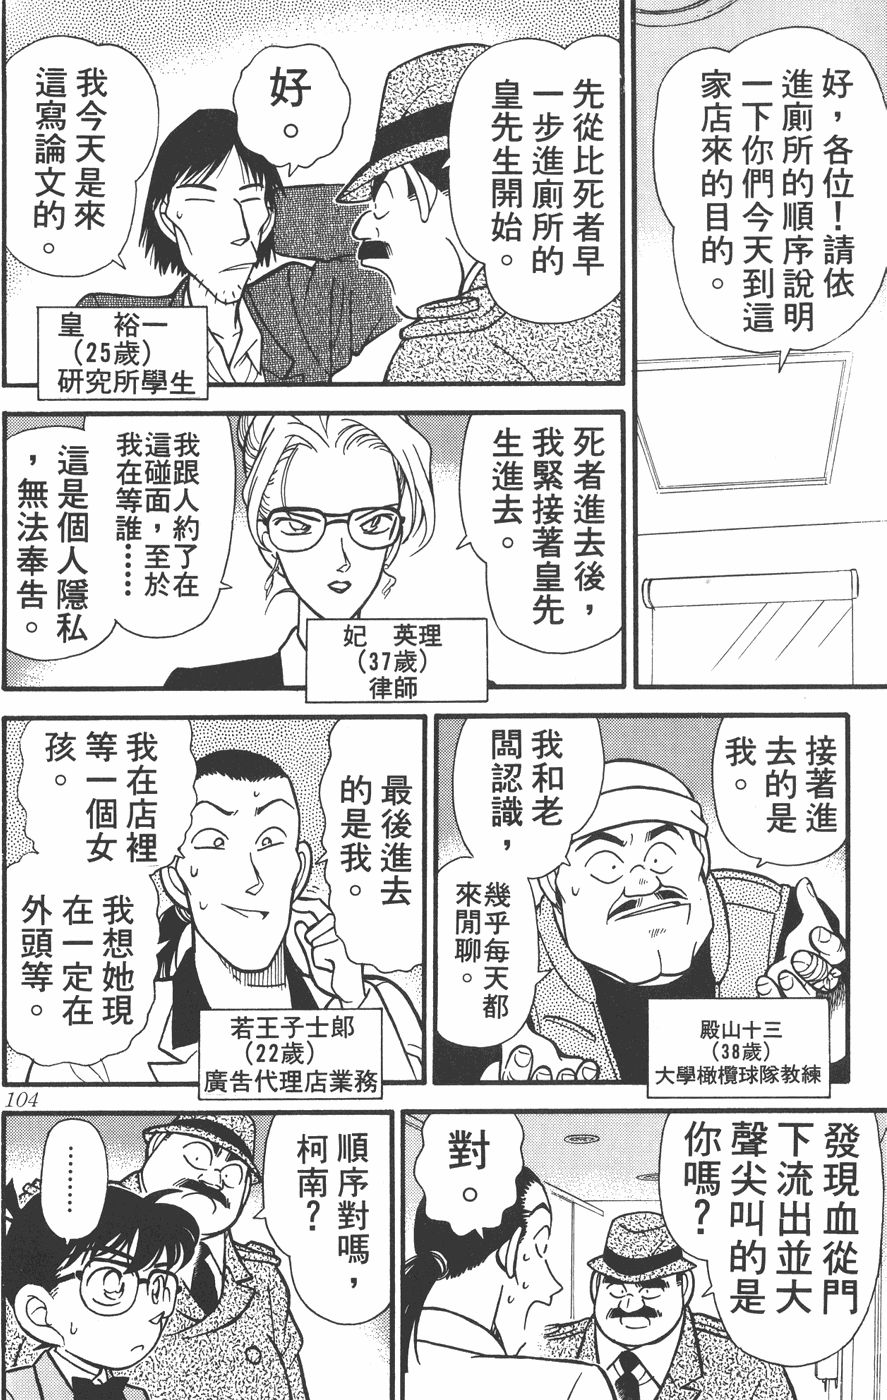 好，各位！請依
進廁所的順序說明
一下你們今天到這
家店來的目的。
先從比死者早
一步進廁所的
皇先生開始。
好。
我今天是來
這寫論文的。
皇　裕一
（25歲）
研究所學生
死者進去後，
我緊接著皇先
生進去。
我跟人約了在
這碰面，至於
我在等誰……
這是個人隱私
，無法奉告。
妃　英理
（37歲）
律師
接著進
去的是
我。
我和老
闆認識，
幾乎每天都
來閒聊。
殿山十三
（38歲）
大學橄欖球隊教練
最後進去
的是我。
我在店裡
等一個女
孩。
我想她現
在一定在
外頭等。
若王子士郎
（22歲）
廣告代理店業務
104
發現血從門
下流出並大
聲尖叫的是
你嗎？
對。
順序對嗎，
柯南？
……